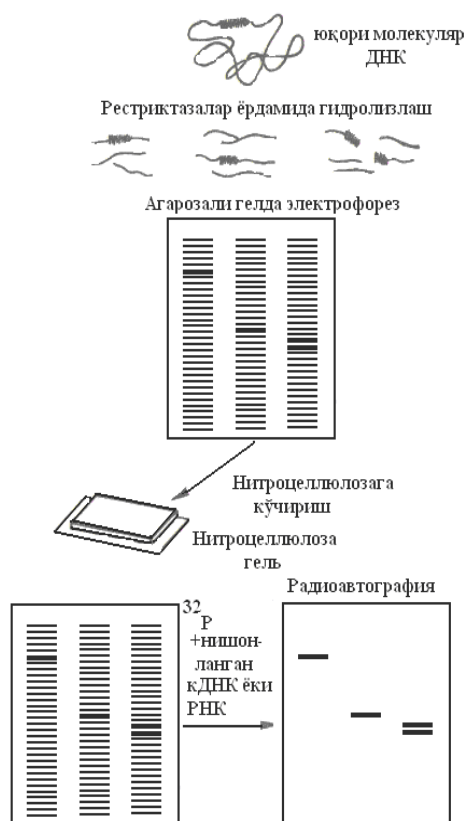 юқори молекуляр
ДНК
Рестриктазалар ёрдамида гидролизлаш
Агарозали гелда электрофорез
Нитроцеллюлозага
кўчириш
Нитроцеллюлоза
гель
Радиоавтография
32
Р
+нишон-
ланган
кДНК ёки
РНК